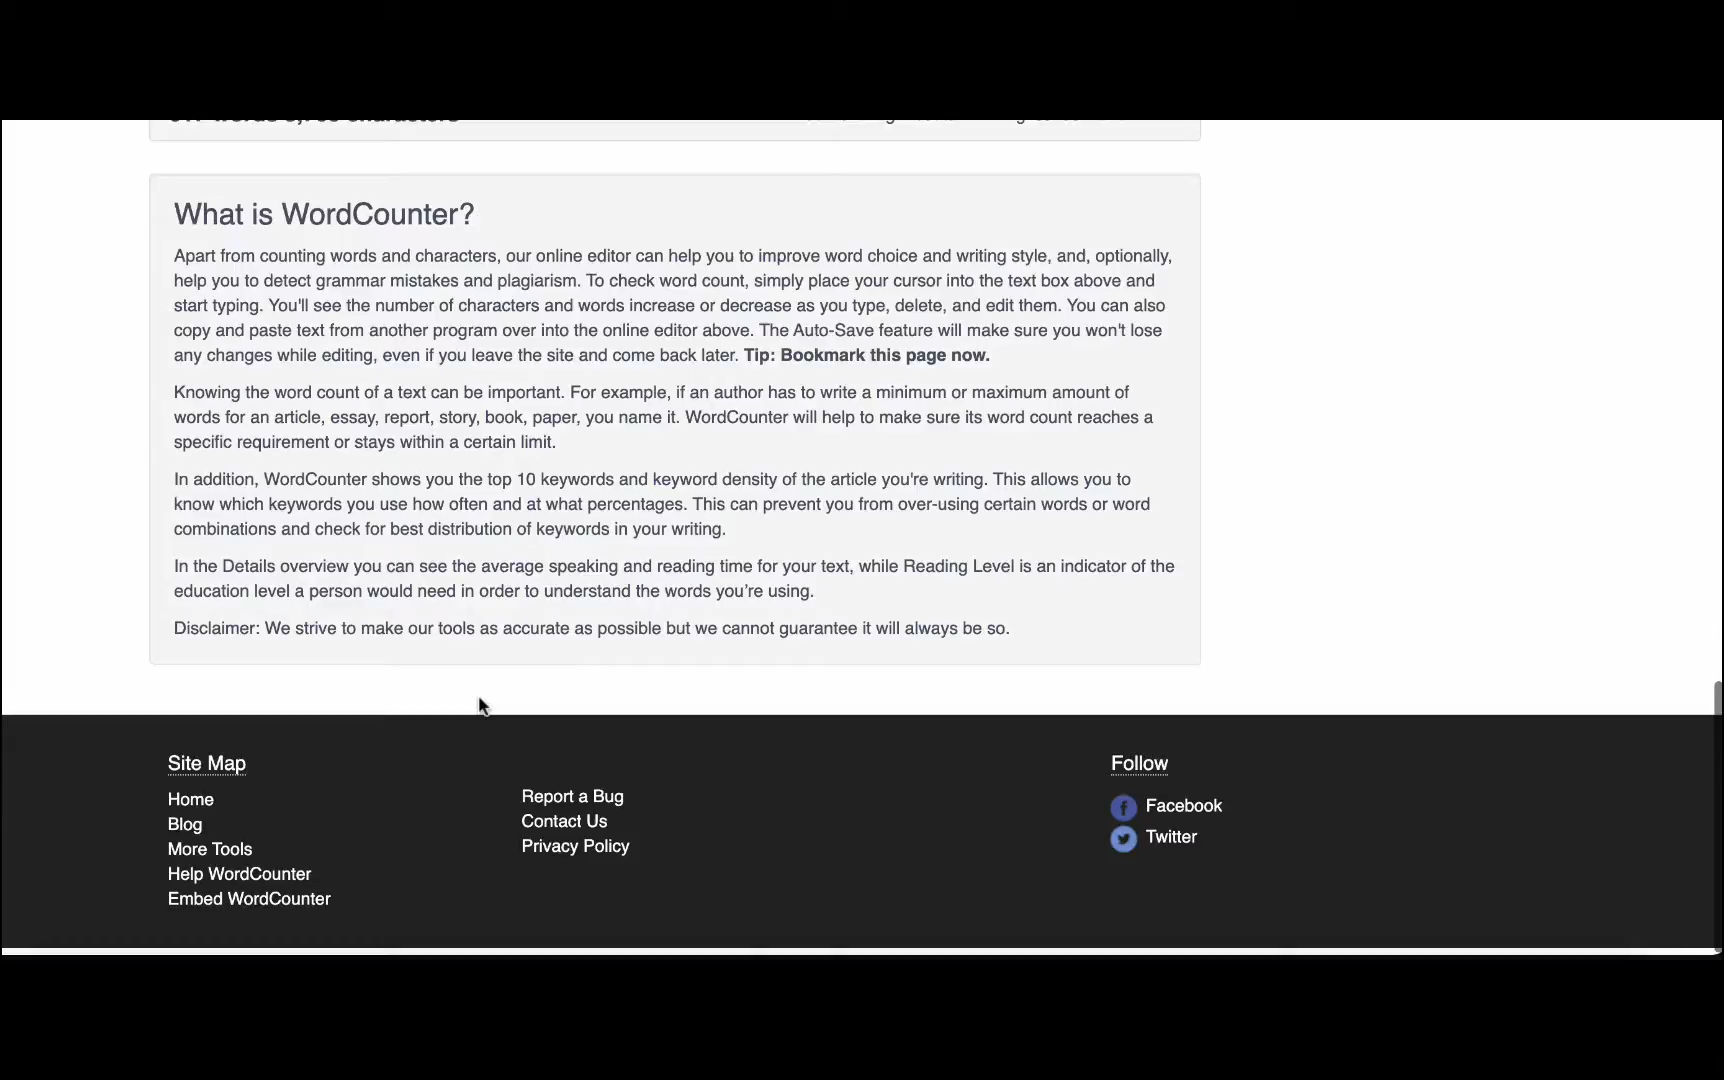 What is WordCounter?
Apart from counting words and characters, our online editor can help you to improve word choice and writing style, and, optionally,
help you to detect grammar mistakes and plagiarism. To check word count, simply place your cursor into the text box above and
start typing. You'll see the number of characters and words increase or decrease as you type, delete, and edit them. You can also
copy and paste text from another program over into the online editor above. The Auto-Save feature will make sure you won't lose
any changes while editing, even if you leave the site and come back later. Tip: Bookmark this page now.
Knowing the word count of a text can be important. For example, if an author has to write a minimum or maximum amount of
words for an article, essay, report, story, book, paper, you name it. WordCounter will help to make sure its word count reaches a
specific requirement or stays within a certain limit.
In addition, WordCounter shows you the top 10 keywords and keyword density of the article you're writing. This allows you to
know which keywords you use how often and at what percentages. This can prevent you from over-using certain words or word
combinations and check for best distribution of keywords in your writing.
In the Details overview you can see the average speaking and reading time for your text, while Reading Level is an indicator of the
education level a person would need in order to understand the words you’re using.
Disclaimer: We strive to make our tools as accurate as possible but we cannot guarantee it will always be so.
Site Map
Home
Blog
More Tools
Help WordCounter
Embed WordCounter
Report a Bug
Contact Us
Privacy Policy
Follow
Facebook
Twitter